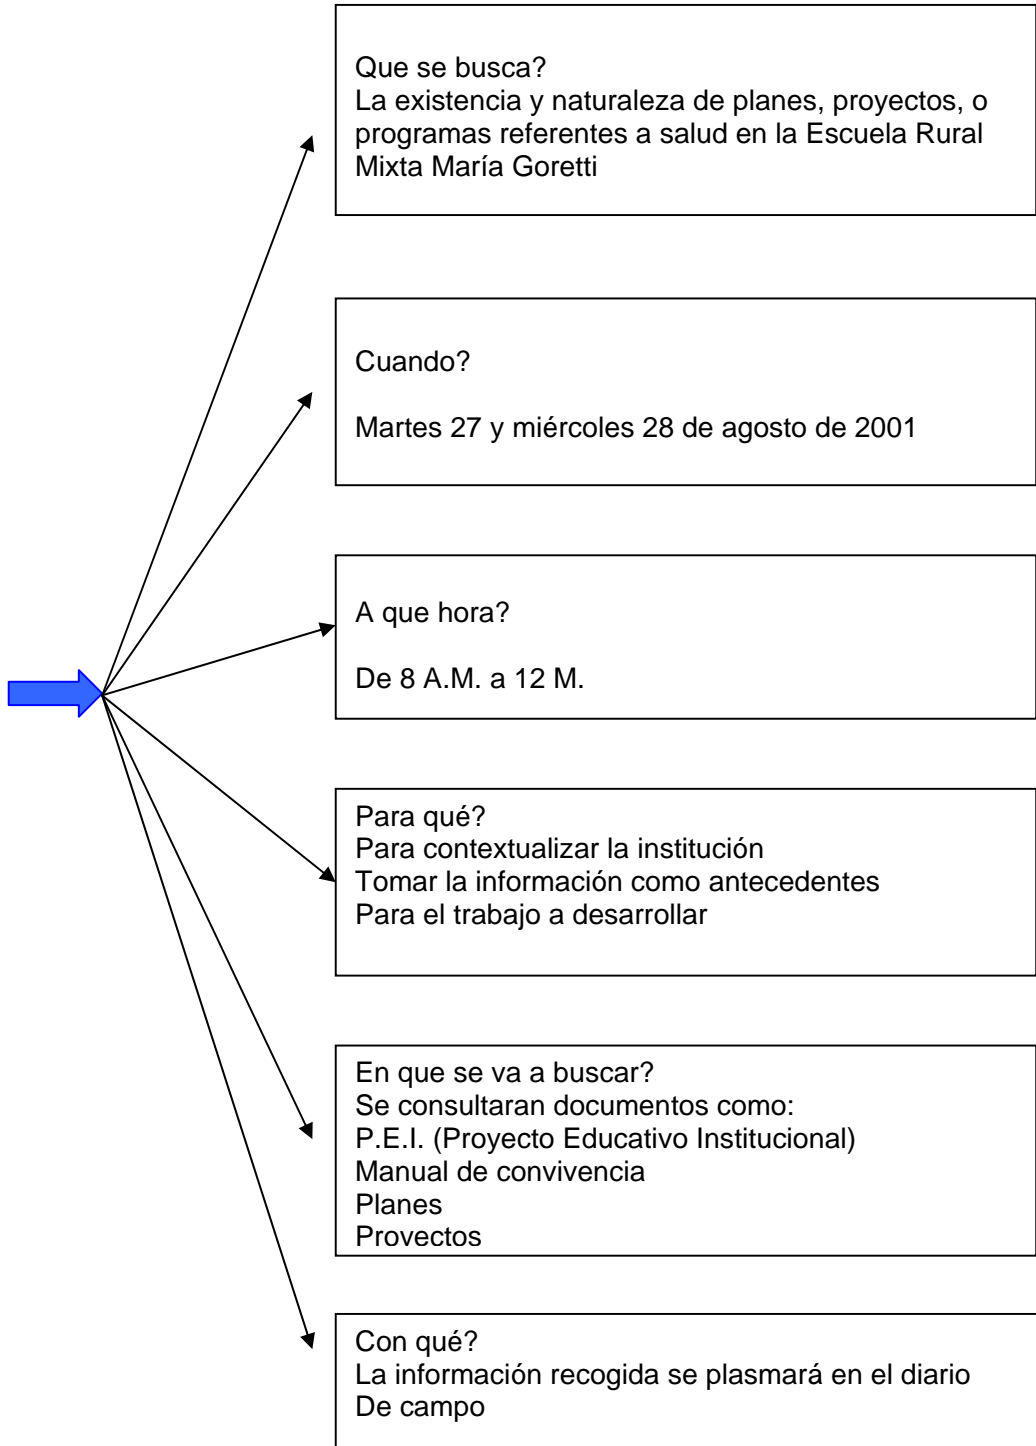 Que se busca?
La existencia y naturaleza de planes, proyectos, o
programas referentes a salud en la Escuela Rural
Mixta María Goretti
Cuando?
Martes 27 y miércoles 28 de agosto de 2001
A que hora?
De 8 A.M. a 12 M.
Para qué?
Para contextualizar la institución
Tomar la información como antecedentes
Para el trabajo a desarrollar
En que se va a buscar?
Se consultaran documentos como:
P.E.I. (Proyecto Educativo Institucional)
Manual de convivencia
Planes
Proyectos
Con qué?
La información recogida se plasmará en el diario
De campo